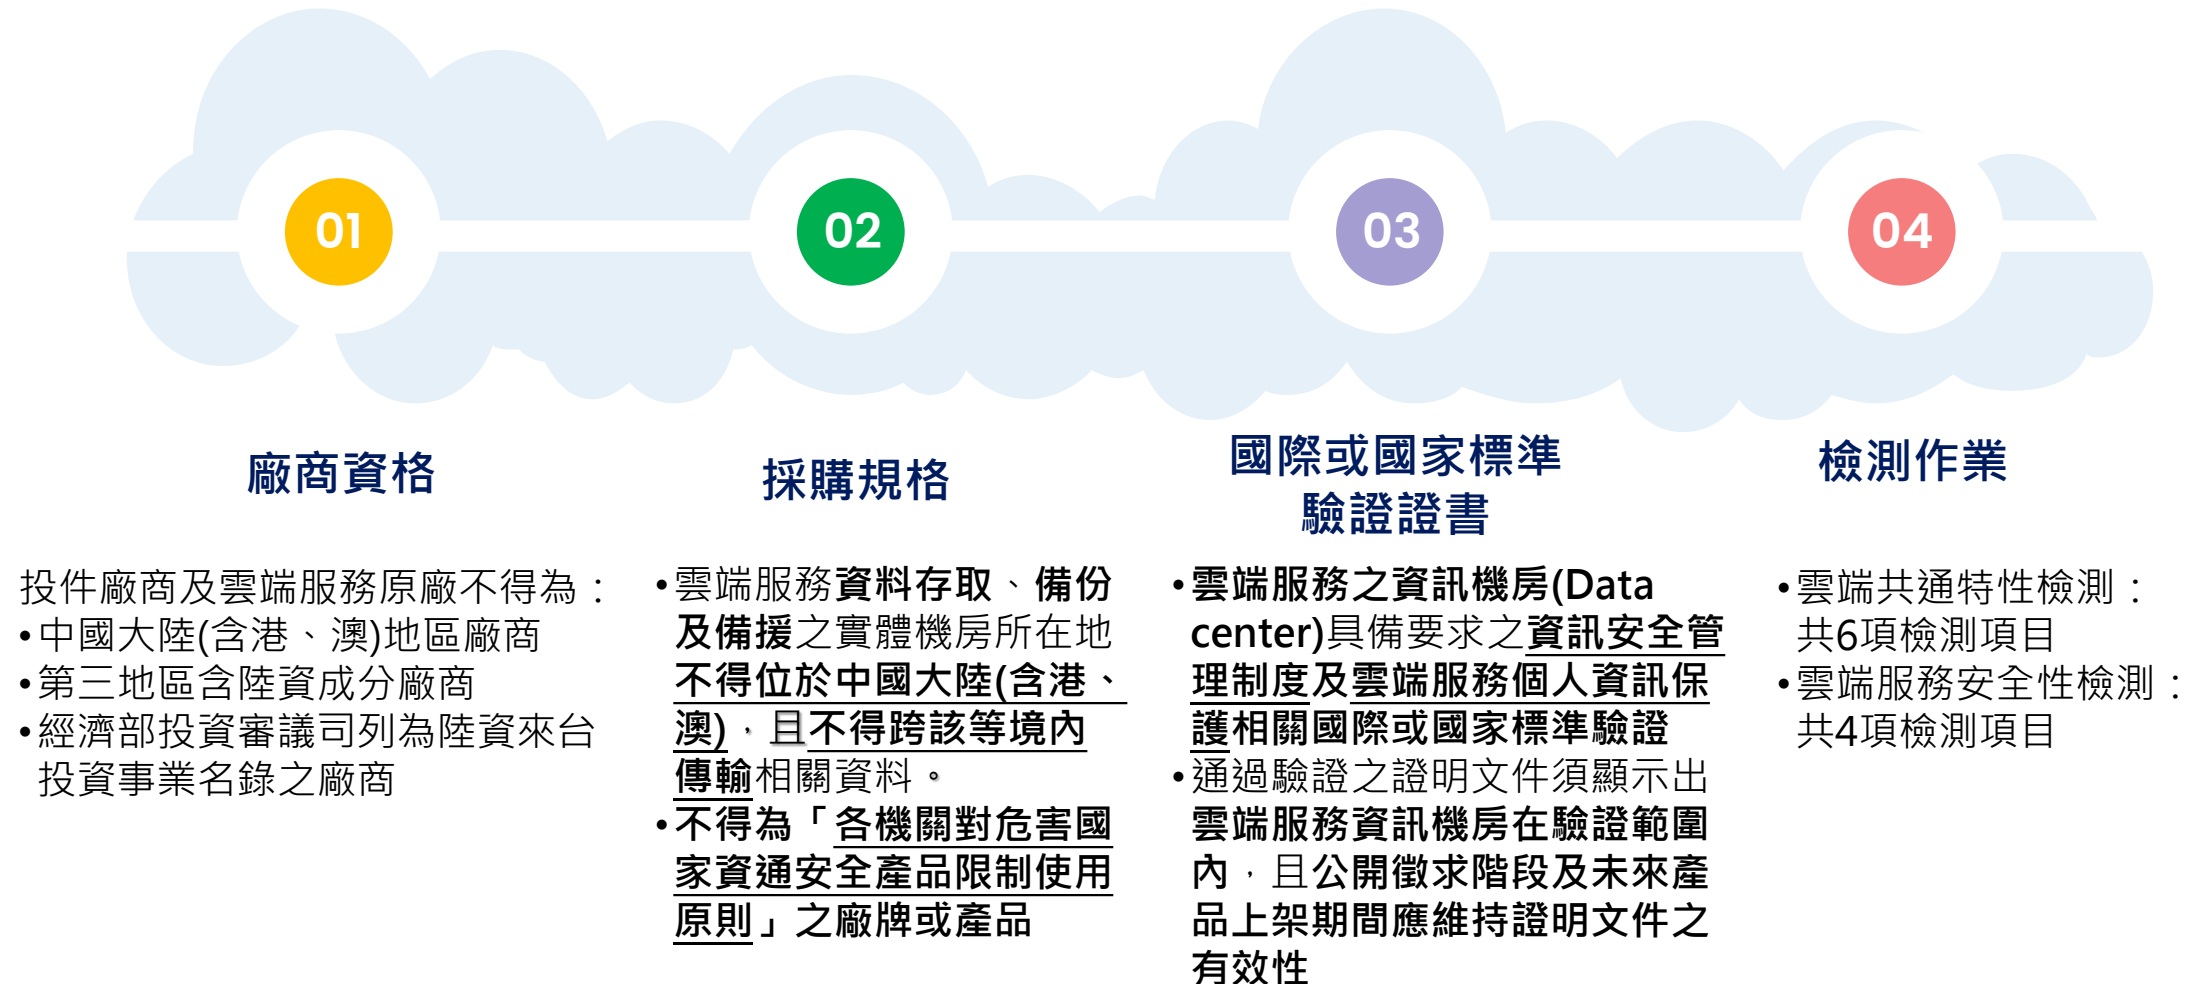 01
02
03
04
廠商資格
投件廠商及雲端服務原廠不得為：
•中國大陸(含港、澳)地區廠商
•第三地區含陸資成分廠商
•經濟部投資審議司列為陸資來台
投資事業名錄之廠商
採購規格
•雲端服務資料存取、備份
及備援之實體機房所在地
不得位於中國大陸(含港、
澳)，且不得跨該等境內
傳輸相關資料。
•不得為「各機關對危害國
家資通安全產品限制使用
原則」之廠牌或產品
國際或國家標準
驗證證書
•雲端服務之資訊機房(Data
center)具備要求之資訊安全管
理制度及雲端服務個人資訊保
護相關國際或國家標準驗證
•通過驗證之證明文件須顯示出
雲端服務資訊機房在驗證範圍
內，且公開徵求階段及未來產
品上架期間應維持證明文件之
有效性
檢測作業
•雲端共通特性檢測：
共6項檢測項目
•雲端服務安全性檢測：
共4項檢測項目